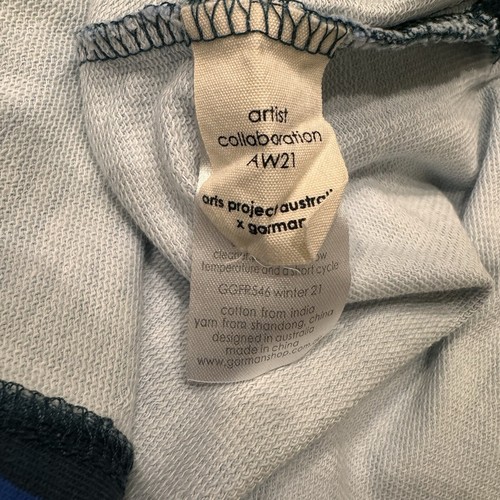 artist
collaboration
AW21
arts project australi
x gorman
temperature and a short cycle
GGFR546 winter 21
cotton from india
yarn from shandong, china
designed in australia
made in china
www.gormanshop.com